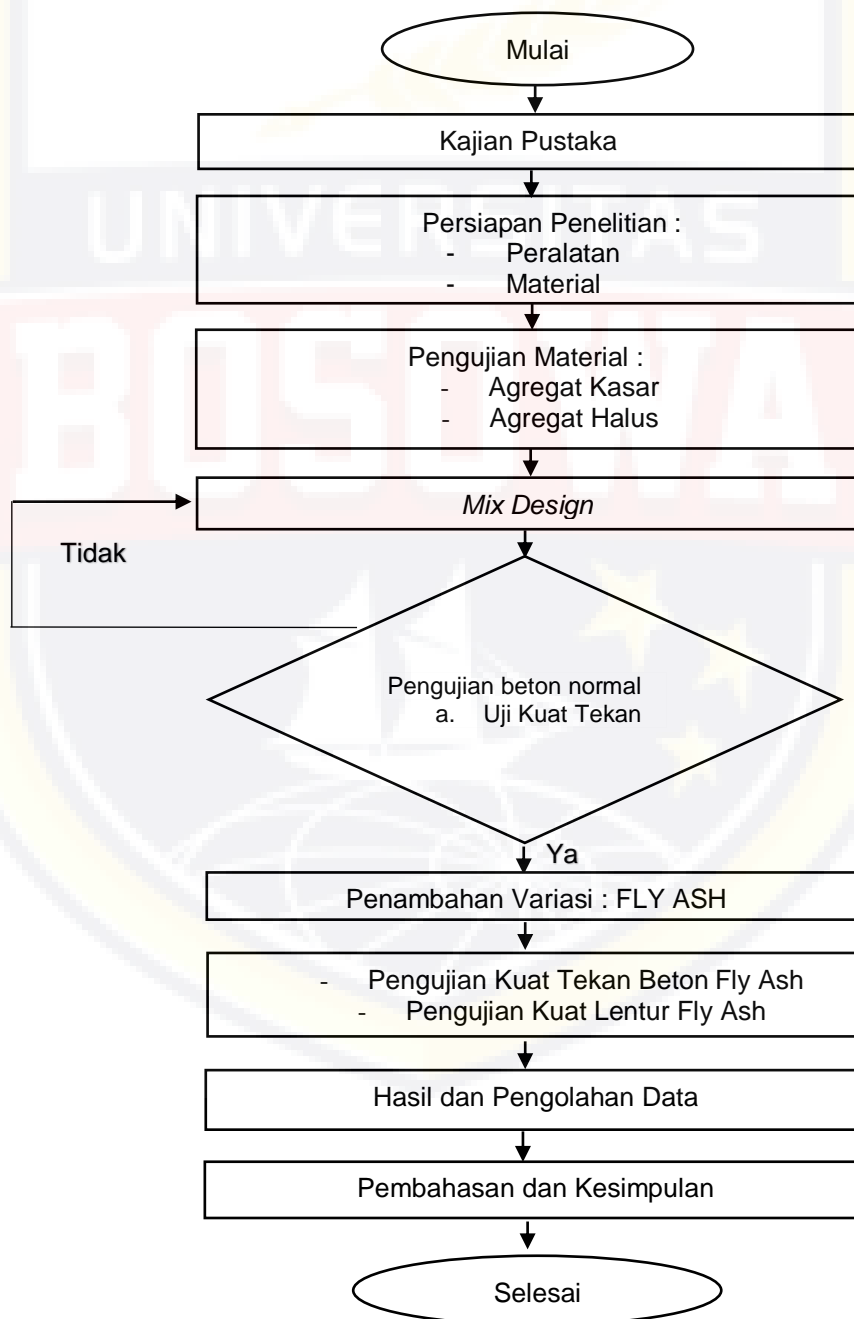 Mulai
Kajian Pustaka
UNIVERSITAS
Persiapan Penelitian :
- Peralatan
- Material
Pengujian Material :
- Agregat Kasar
- Agregat Halus
BOSOWA
Mix Design
Tidak
Pengujian beton normal
a. Uji Kuat Tekan
Ya
Penambahan Variasi : FLY ASH
- Pengujian Kuat Tekan Beton Fly Ash
- Pengujian Kuat Lentur Fly Ash
Hasil dan Pengolahan Data
Pembahasan dan Kesimpulan
Selesai